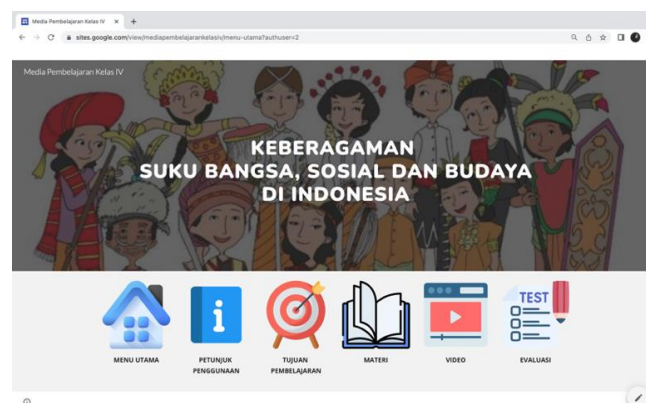 Media Pembelajaran Kelas IV
sites.google.com/view/mediapembelajarankelasiv/menu-utama?authuser=2
Media Pembelajaran Kelas IV
KEBERAGAMAN
SUKU BANGSA, SOSIAL DAN BUDAYA
DI INDONESIA
TEST
MENU UTAMA
PETUNJUK
PENGGUNAAN
TUJUAN
PEMBELAJARAN
MATERI
VIDEO
EVALUASI